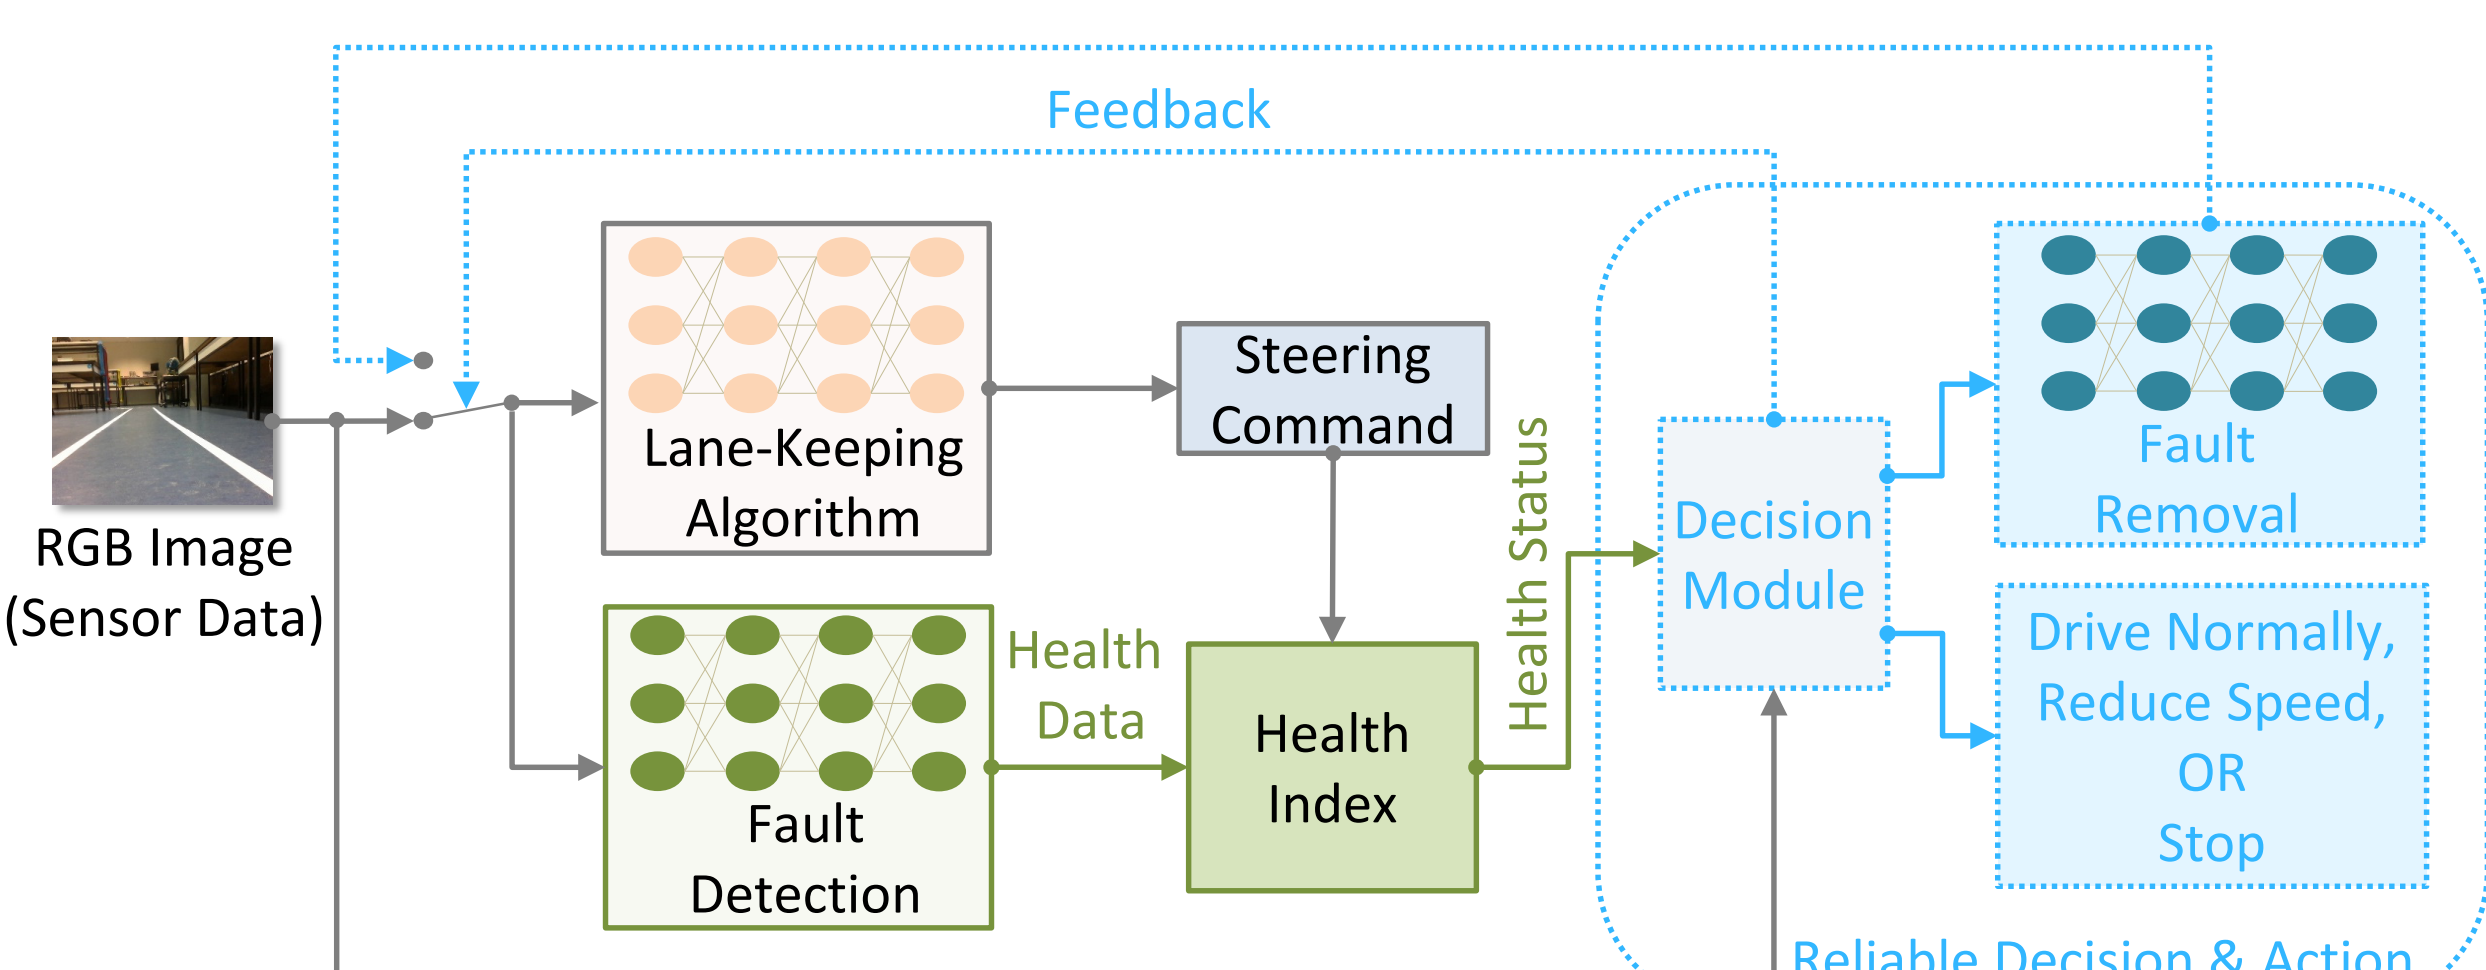 Feedback
RGB Image
(Sensor Data)
Lane-Keeping
Algorithm
Steering
Command
Fault
Detection
Health
Data
Health
Index
Health Status
Decision
Module
Fault
Removal
Drive Normally,
Reduce Speed,
OR
Stop
Reliable Decision & Action